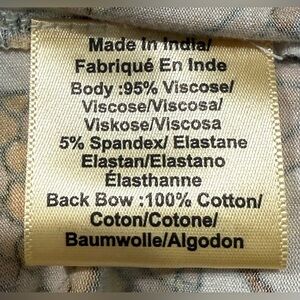 Made In India/
Fabriqué En Inde
Body :95% Viscose/
Viscose/Viscosa/
Viskose/Viscosa
5% Spandex/ Elastane
Elastan/Elastano
Élasthanne
Back Bow :100% Cotton/
Coton/Cotone/
Baumwolle/Algodon